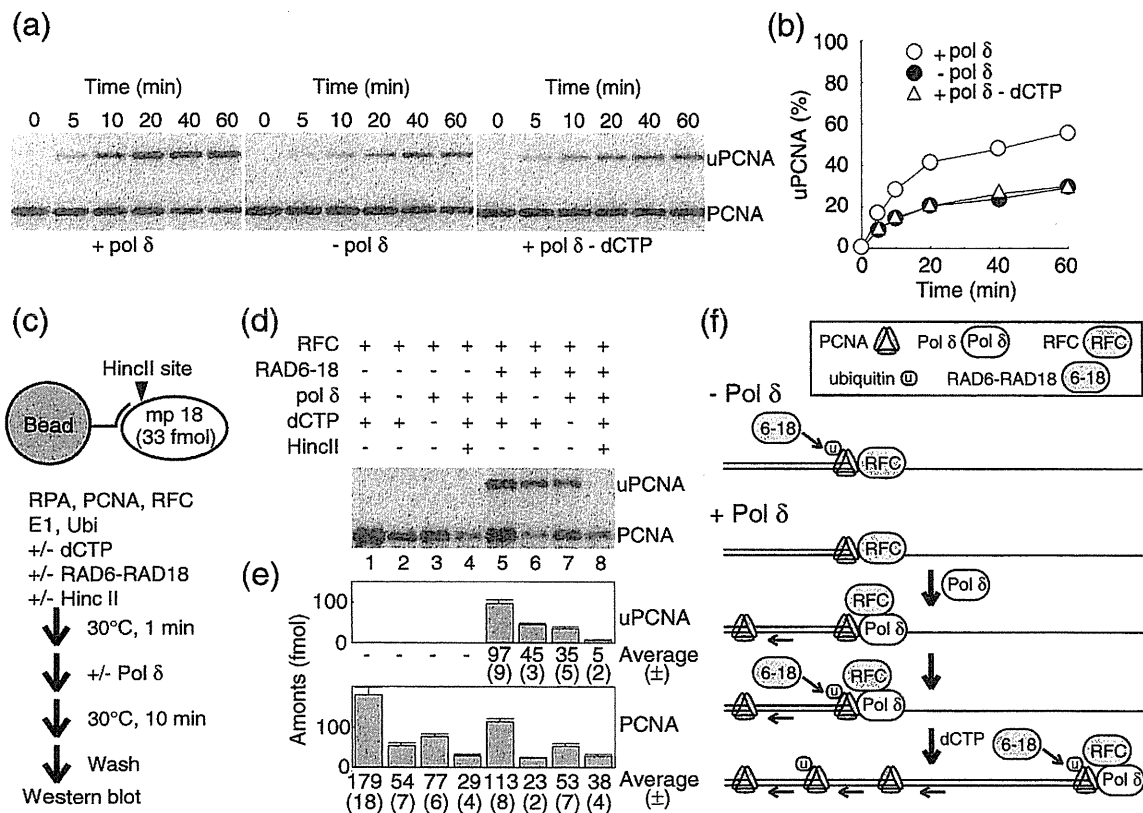 (a)
Time (min) Time (min) Time (min)
0 5 10 20 40 60 0 5 10 20 40 60 0 5 10 20 40 60
uPCNA
PCNA
+ pol δ - pol δ + pol δ - dCTP
(b)
100
80
60
40
20
0
uPCNA (%)
+ pol δ
- pol δ
+pol δ - dCTP
0 20 40 60
Time (min)
(c)
HincII site
Bead
mp 18
(33 fmol)
RPA, PCNA, RFC
E1, Ubi
+/- dCTP
+/- RAD6-RAD18
+/- Hinc II
30°C, 1 min
+/- Pol δ
30°C, 10 min
Wash
Western blot
(d)
RFC + + + + + + + +
RAD6-18 - - - - + + + +
pol δ + - + + + - + +
dCTP + + - + + + - +
HincII - - - + - - - +
uPCNA
PCNA
1 2 3 4 5 6 7 8
(e)
Amonts (fmol)
100
0
uPCNA
- - - - 97 45 35 5 Average
(9) (3) (5) (2) (±)
100
0
PCNA
179 54 77 29 113 23 53 38 Average
(18) (7) (6) (4) (8) (2) (7) (4) (±)
(f)
PCNA Pol δ Pol δ RFC RFC
ubiquitin u RAD6-RAD18 6-18
- Pol δ
6-18
u
RFC
+ Pol δ
RFC
Pol δ
RFC
Pol δ
6-18
u
RFC
Pol δ
dCTP
6-18
RFC
u
u
Pol δ